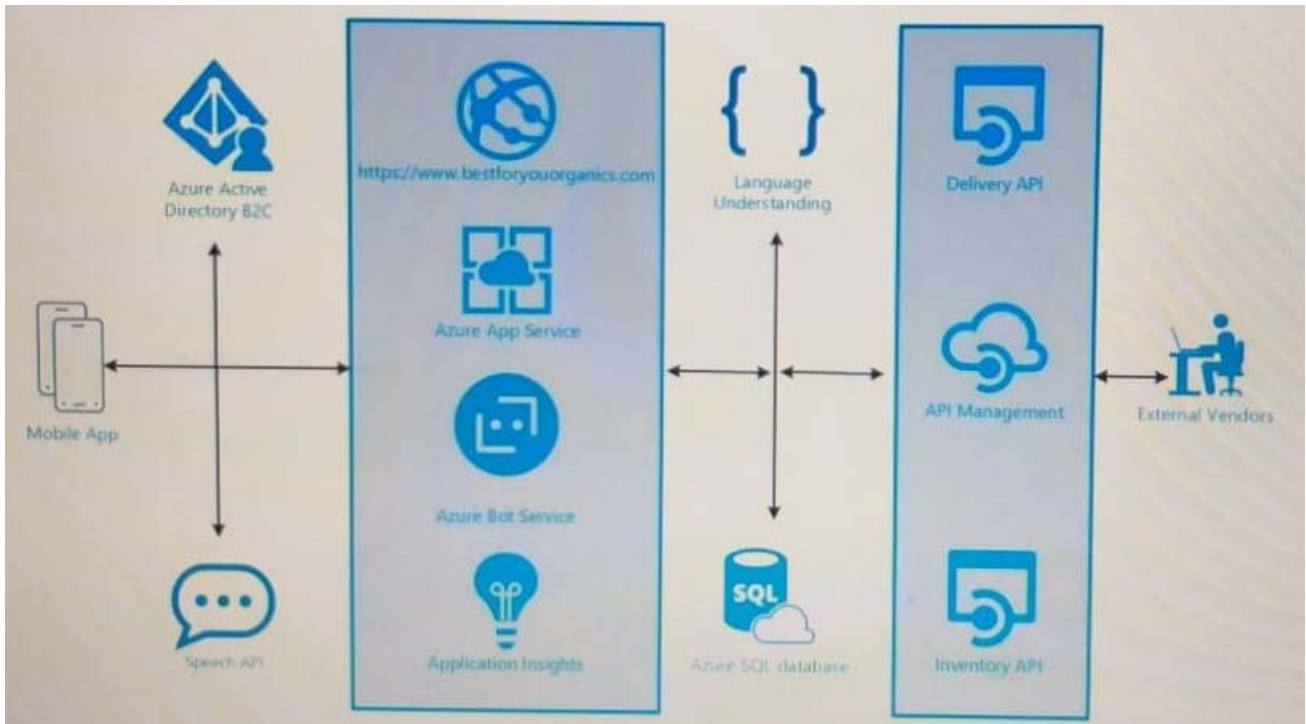 Azure Active
Directory B2C
Mobile App
Speech API
https://www.bestforyouorganics.com
Azure App Service
Azure Bot Service
Application Insights
{ }
Language
Understanding
SQL
Azure SQL database
Delivery API
API Management
Inventory API
External Vendors